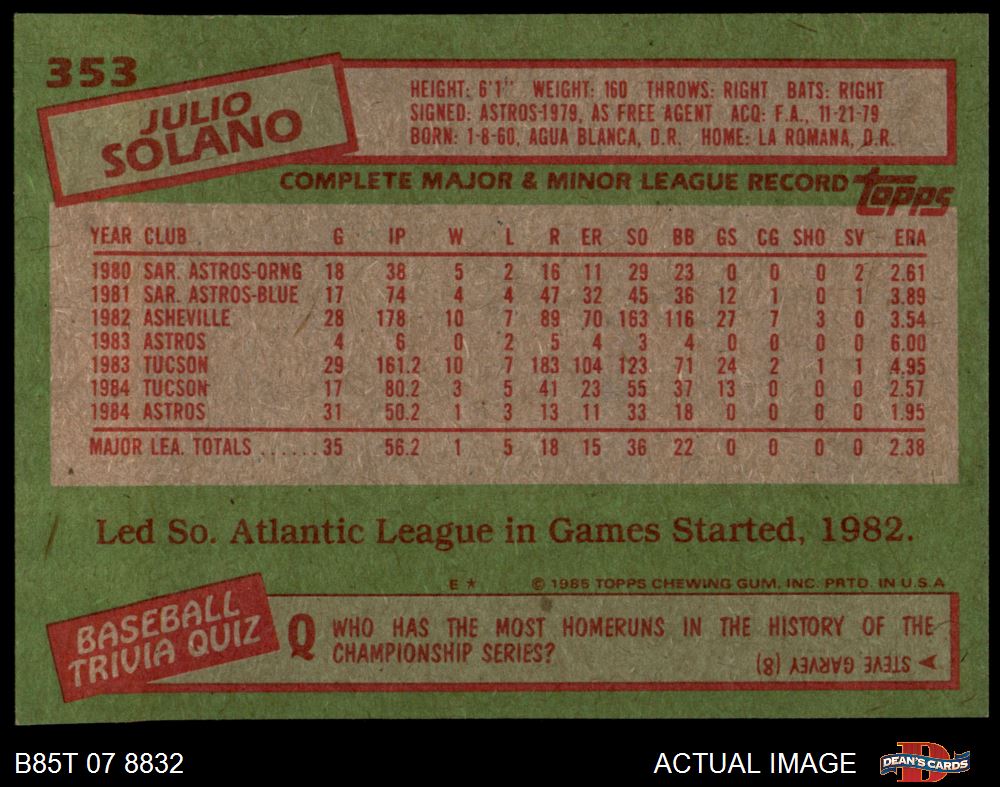 353
JULIO
SOLANO
HEIGHT: 6'1" WEIGHT: 160 THROWS: RIGHT BATS: RIGHT
SIGNED: ASTROS-1979, AS FREE AGENT ACQ: F.A., 11-21-79
BORN: 1-8-60, AGUA BLANCA, D.R. HOME: LA ROMANA, D.R.
COMPLETE MAJOR & MINOR LEAGUE RECORD topps
YEAR CLUB G IP W L R ER SO BB GS CG SHO SV ERA
1980 SAR. ASTROS-ORNG 18 38 5 2 16 11 29 23 0 0 0 2 2.61
1981 SAR. ASTROS-BLUE 17 74 4 4 47 32 45 36 12 1 0 1 3.89
1982 ASHEVILLE 28 178 10 7 89 70 163 116 27 7 3 0 3.54
1983 ASTROS 4 6 0 2 5 4 3 4 0 0 0 0 6.00
1983 TUCSON 29 161.2 10 7 183 104 123 71 24 2 1 1 4.95
1984 TUCSON 17 80.2 3 5 41 23 55 37 13 0 0 0 2.57
1984 ASTROS 31 50.2 1 3 13 11 33 18 0 0 0 0 1.95
MAJOR LEA. TOTALS ...... 35 56.2 1 5 18 15 36 22 0 0 0 0 2.38
Led So. Atlantic League in Games Started, 1982.
E * © 1985 TOPPS CHEWING GUM, INC. PRTD. IN U.S.A
BASEBALL
TRIVIA QUIZ
Q WHO HAS THE MOST HOMERUNS IN THE HISTORY OF THE
CHAMPIONSHIP SERIES?
STEVE GARVEY (8)
B85T 07 8832 ACTUAL IMAGE DEAN'S CARDS